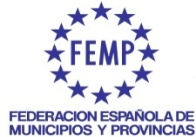 FEMP
FEDERACION ESPAÑOLA DE
MUNICIPIOS Y PROVINCIAS